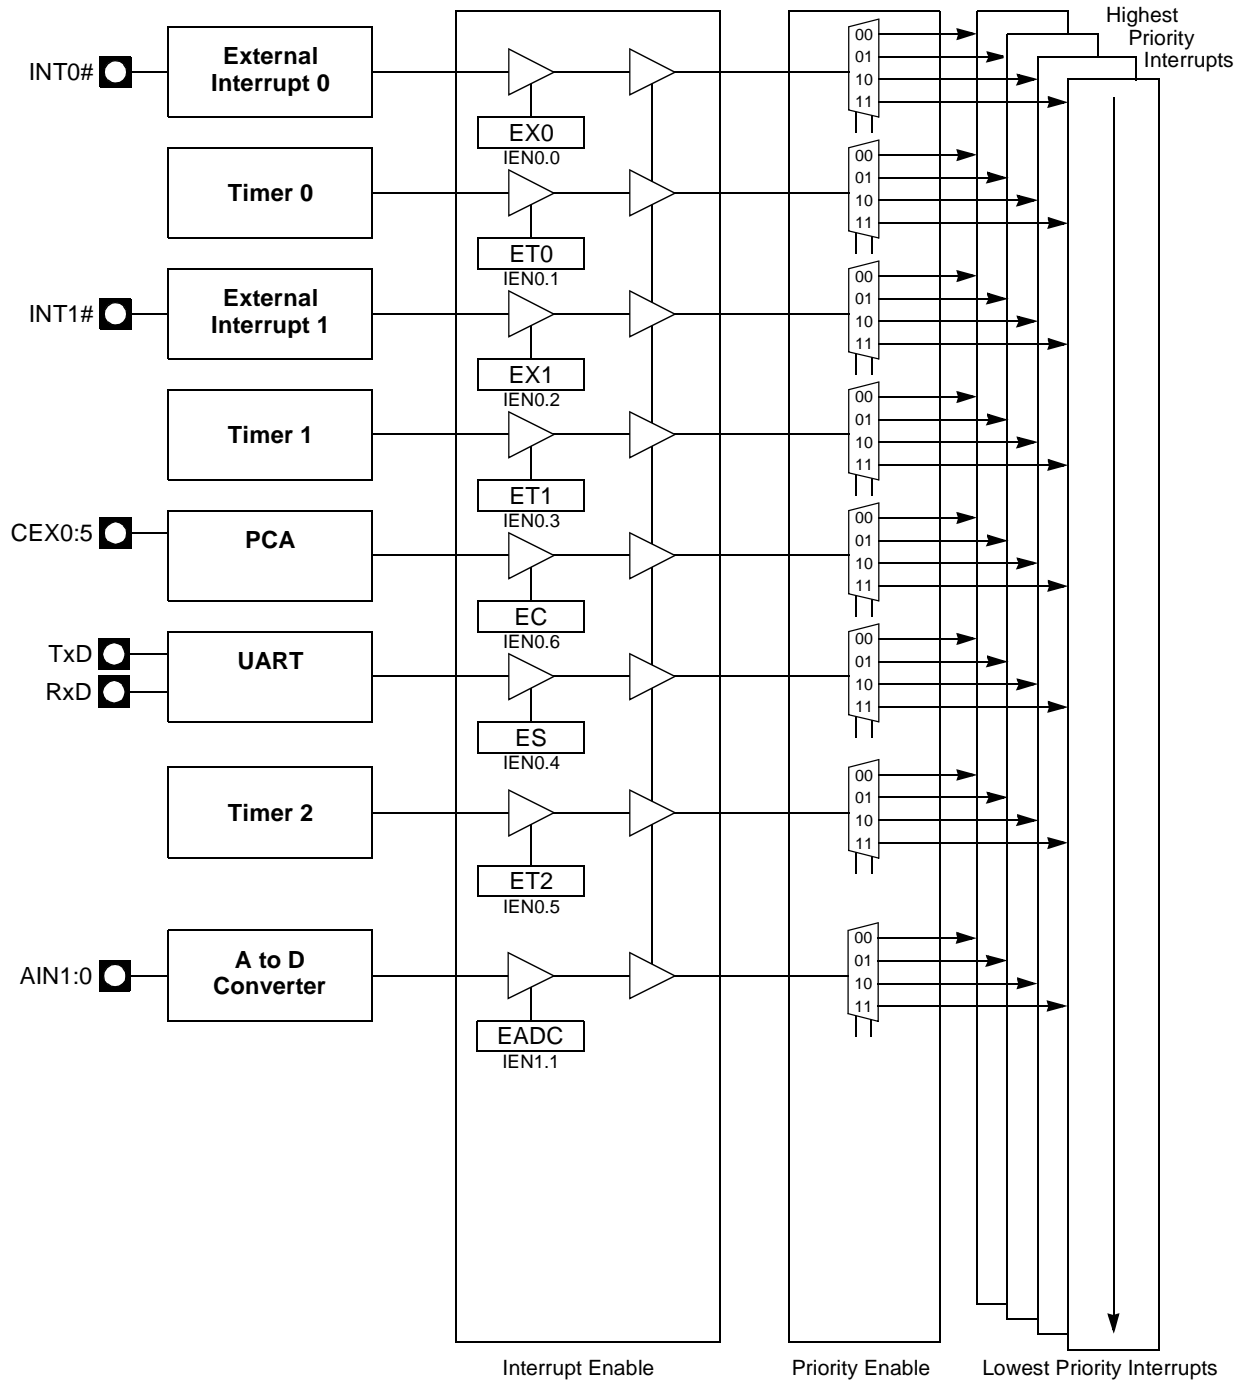 Highest
Priority
Interrupts
INT0#
External
Interrupt 0
EX0
IEN0.0
00
01
10
11
Timer 0
ET0
IEN0.1
00
01
10
11
INT1#
External
Interrupt 1
EX1
IEN0.2
00
01
10
11
Timer 1
ET1
IEN0.3
00
01
10
11
CEX0:5
PCA
EC
IEN0.6
00
01
10
11
TxD
RxD
UART
ES
IEN0.4
00
01
10
11
Timer 2
ET2
IEN0.5
00
01
10
11
AIN1:0
A to D
Converter
EADC
IEN1.1
00
01
10
11
Interrupt Enable
Priority Enable
Lowest Priority Interrupts